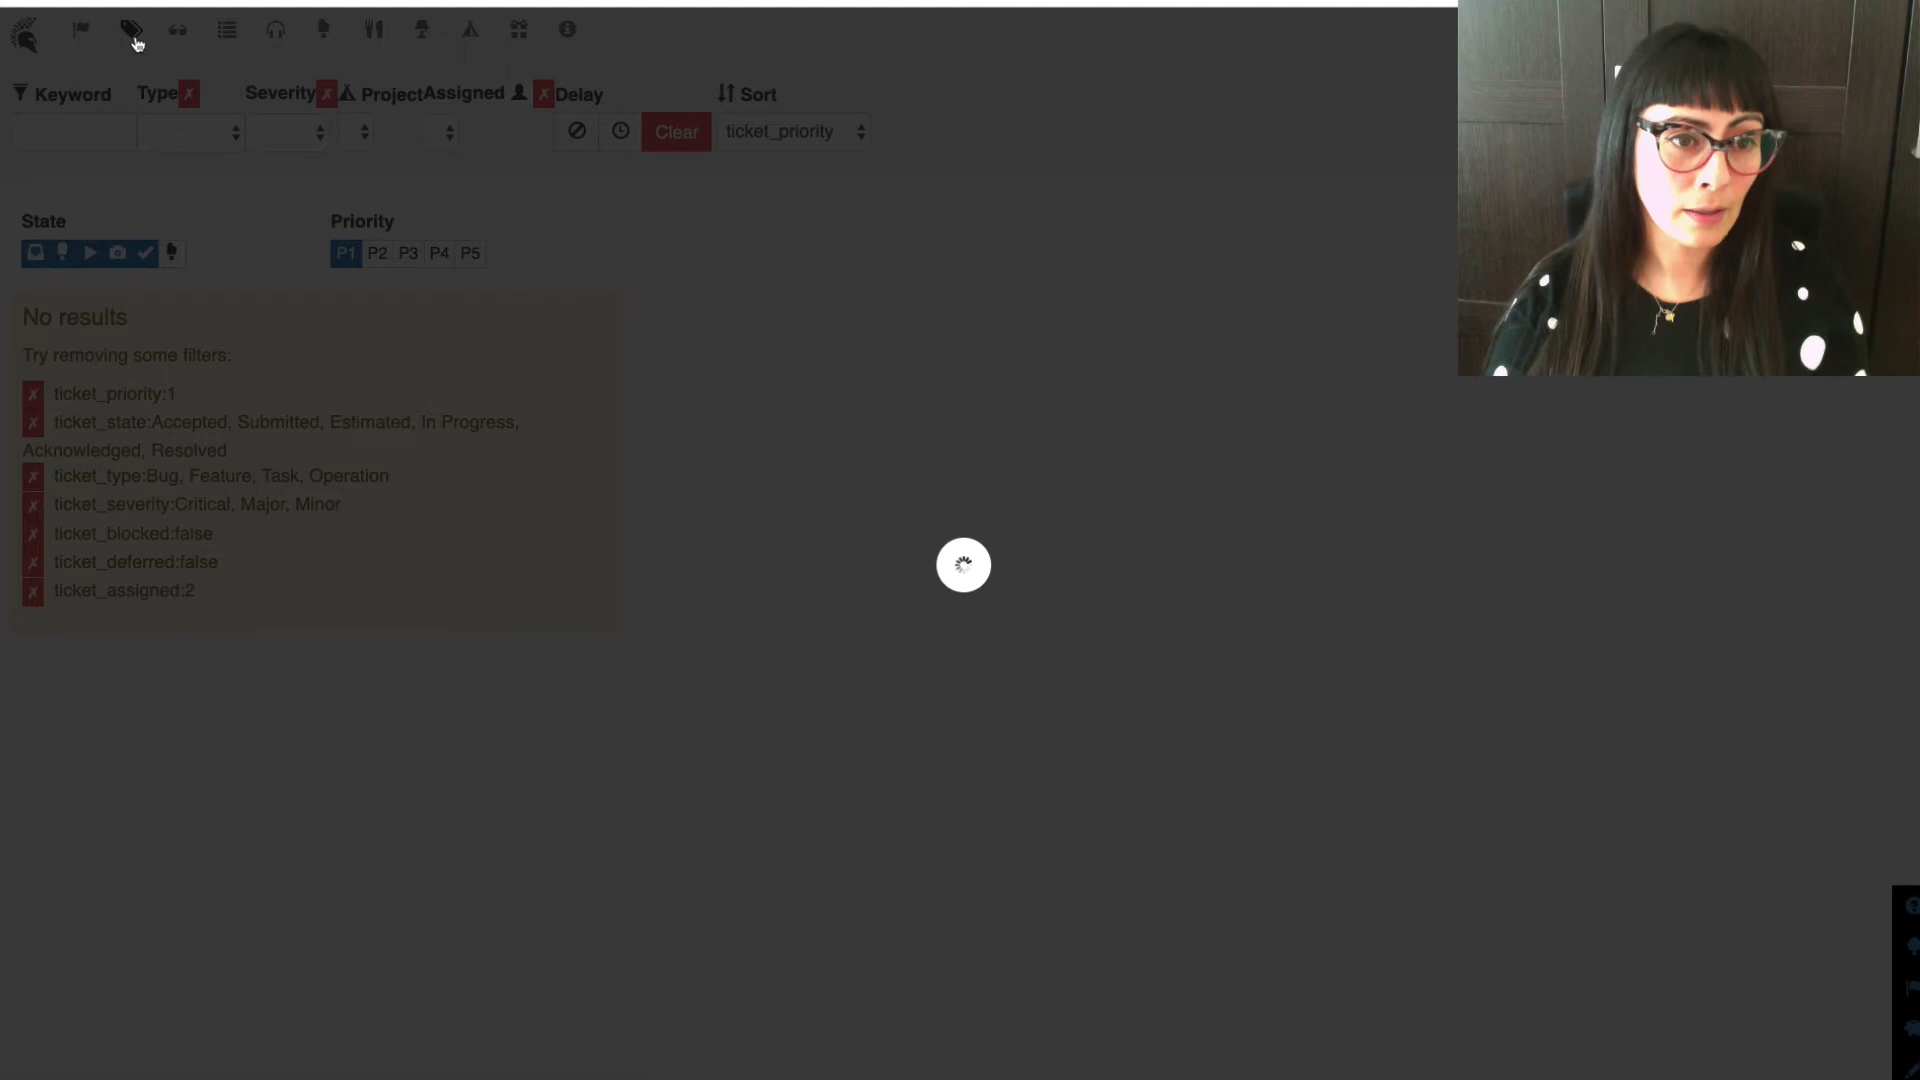 Keyword Type ✗ Severity ✗ Project Assigned ✗ Delay Sort
Clear ticket_priority
State Priority
P1 P2 P3 P4 P5
No results
Try removing some filters:
✗ ticket_priority:1
✗ ticket_state:Accepted, Submitted, Estimated, In Progress,
Acknowledged, Resolved
✗ ticket_type:Bug, Feature, Task, Operation
✗ ticket_severity:Critical, Major, Minor
✗ ticket_blocked:false
✗ ticket_deferred:false
✗ ticket_assigned:2